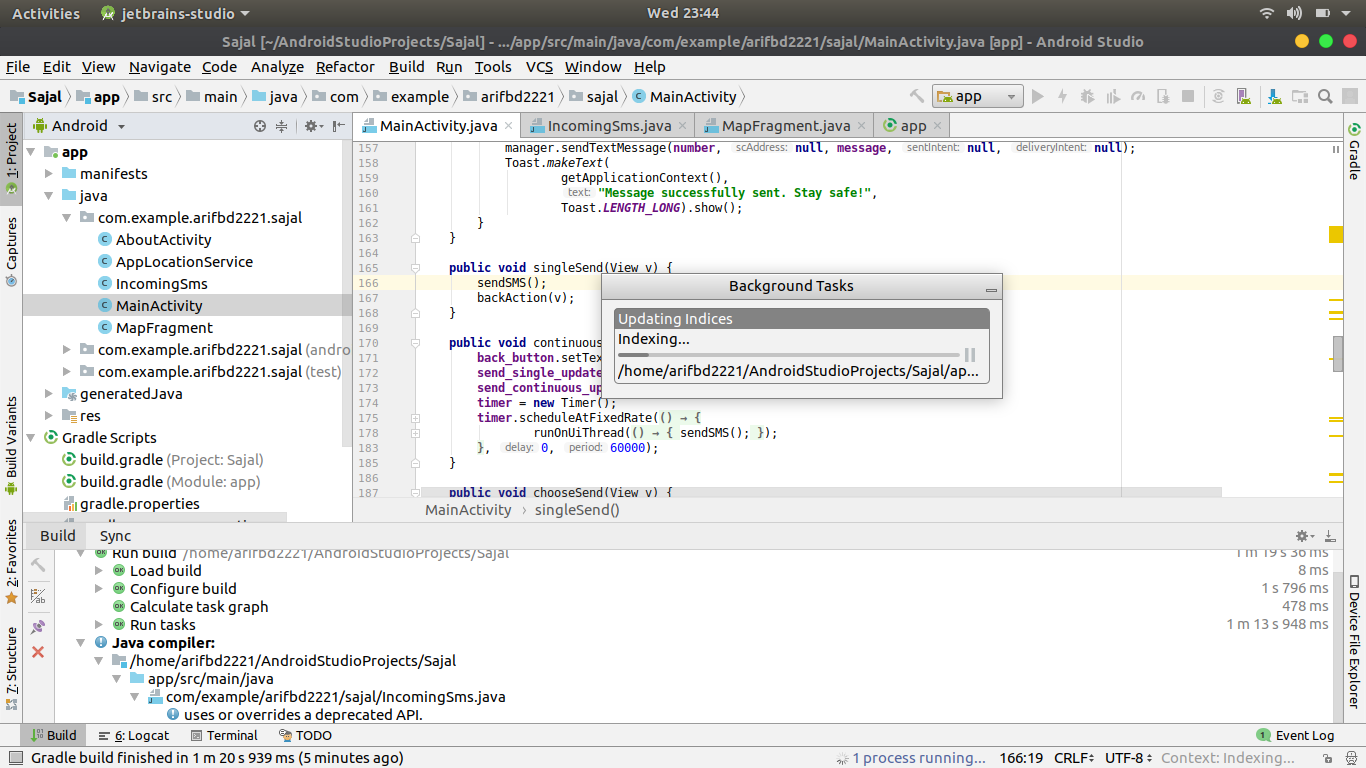 Activities jetbrains-studio Wed 23:44
Sajal [~/AndroidStudioProjects/Sajal] - .../app/src/main/java/com/example/arifbd2221/sajal/MainActivity.java [app] - Android Studio
File Edit View Navigate Code Analyze Refactor Build Run Tools VCS Window Help
Sajal app src main java com example arifbd2221 sajal MainActivity app
1: Project
Captures
Build Variants
2: Favorites
7: Structure
Android
app
manifests
java
com.example.arifbd2221.sajal
AboutActivity
AppLocationService
IncomingSms
MainActivity
MapFragment
com.example.arifbd2221.sajal (andro
com.example.arifbd2221.sajal (test)
generatedJava
res
Gradle Scripts
build.gradle (Project: Sajal)
build.gradle (Module: app)
gradle.properties
MainActivity.java IncomingSms.java MapFragment.java app
157 manager.sendTextMessage(number, scAddress: null, message, sentIntent: null, deliveryIntent: null);
158 Toast.makeText(
159 getApplicationContext(),
160 text: "Message successfully sent. Stay safe!",
161 Toast.LENGTH_LONG).show();
162 }
163 }
164
165 public void singleSend(View v) {
166 sendSMS();
167 backAction(v);
168 }
169
170 public void continuous
171 back_button.setTex
172 send_single_update
173 send_continuous_up
174 timer = new Timer();
175 timer.scheduleAtFixedRate(() → {
178 runOnUiThread(() → { sendSMS(); });
183 }, delay: 0, period: 60000);
185 }
186
187 public void chooseSend(View v) {
MainActivity › singleSend()
Background Tasks
Updating Indices
Indexing...
/home/arifbd2221/AndroidStudioProjects/Sajal/ap...
Gradle
Device File Explorer
Build Sync
Run build /home/arifbd2221/AndroidStudioProjects/Sajal 1 m 19 s 36 ms
Load build 8 ms
Configure build 1 s 796 ms
Calculate task graph 478 ms
Run tasks 1 m 13 s 948 ms
Java compiler:
/home/arifbd2221/AndroidStudioProjects/Sajal
app/src/main/java
com/example/arifbd2221/sajal/IncomingSms.java
uses or overrides a deprecated API.
Build 6: Logcat Terminal TODO 1 Event Log
Gradle build finished in 1 m 20 s 939 ms (5 minutes ago) 1 process running... 166:19 CRLF UTF-8 Context: Indexing...